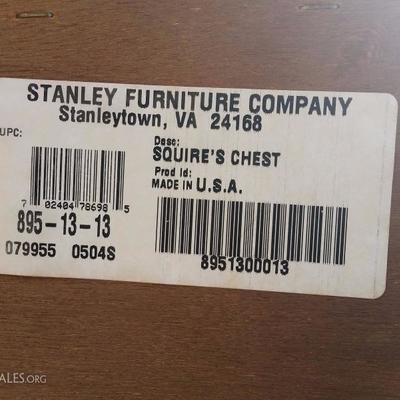 STANLEY FURNITURE COMPANY
Stanleytown, VA 24168
UPC:
7 02404 78698 5
895-13-13
079955 0504S
Desc:
SQUIRE'S CHEST
Prod Id:
MADE IN U.S.A.
8951300013
ALES.ORG